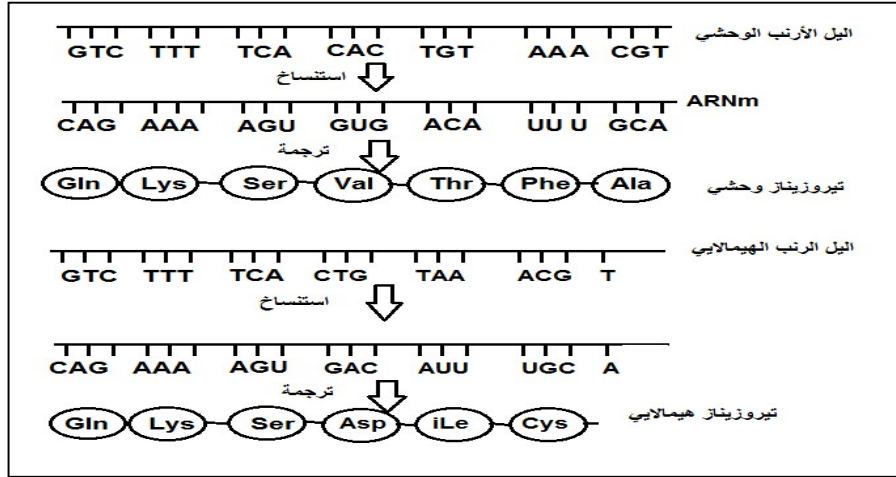 GTC TTT TCA CAC TGT AAA CGT اليل الأرنب الوحشي
استنساخ
ARNm
CAG AAA AGU GUG ACA UU U GCA
ترجمة
Gln Lys Ser Val Thr Phe Ala تيروزيناز وحشي
اليل الرنب الهيمالايي
GTC TTT TCA CTG TAA ACG T
استنساخ
CAG AAA AGU GAC AUU UGC A
ترجمة
Gln Lys Ser Asp iLe Cys تيروزيناز هيمالايي